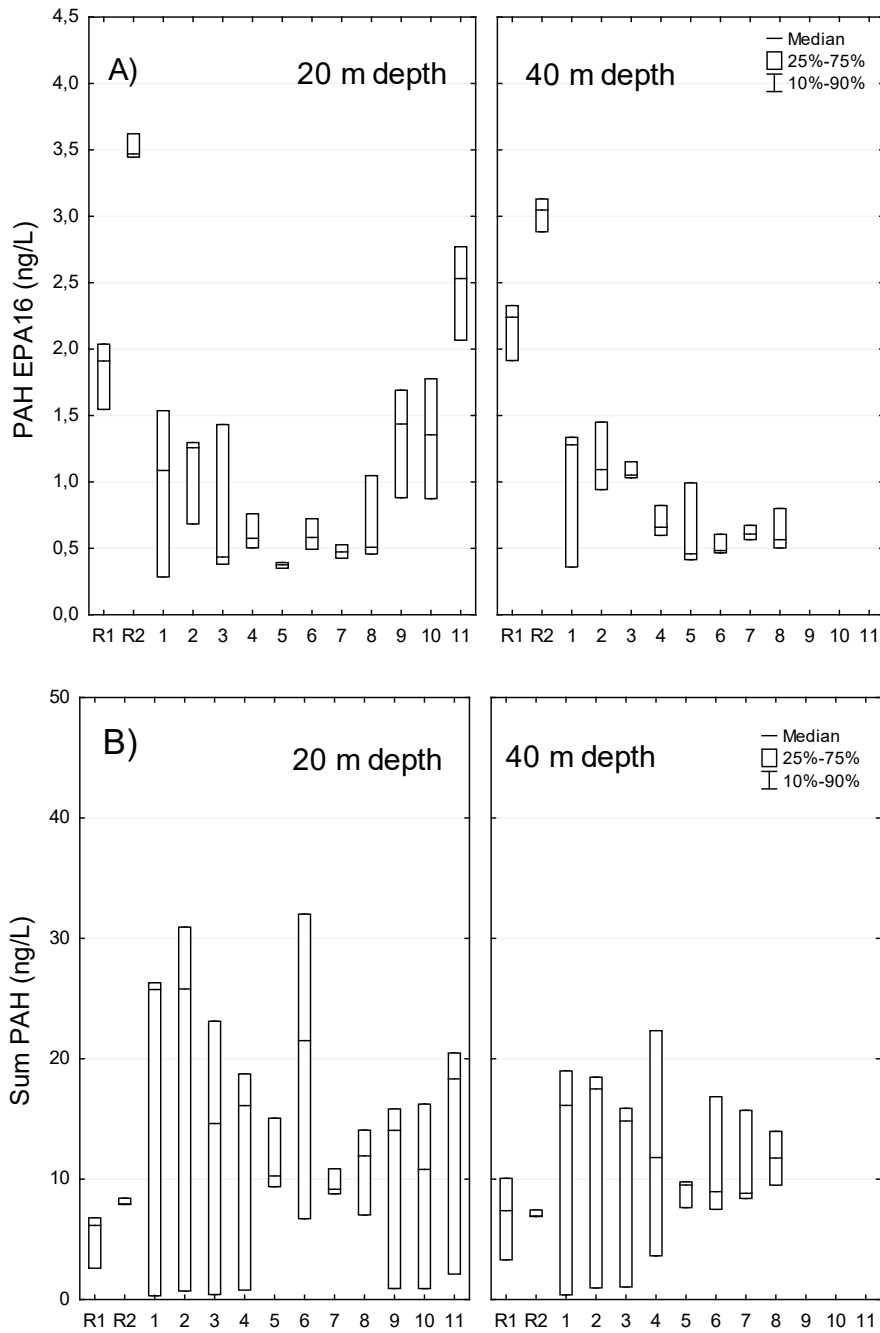 4,5
4,0
3,5
3,0
2,5
2,0
1,5
1,0
0,5
0,0
PAH EPA16 (ng/L)
A)
20 m depth
R1 R2 1 2 3 4 5 6 7 8 9 10 11
40 m depth
Median
25%-75%
10%-90%
R1 R2 1 2 3 4 5 6 7 8 9 10 11
50
40
30
20
10
0
Sum PAH (ng/L)
B)
20 m depth
R1 R2 1 2 3 4 5 6 7 8 9 10 11
40 m depth
Median
25%-75%
10%-90%
R1 R2 1 2 3 4 5 6 7 8 9 10 11